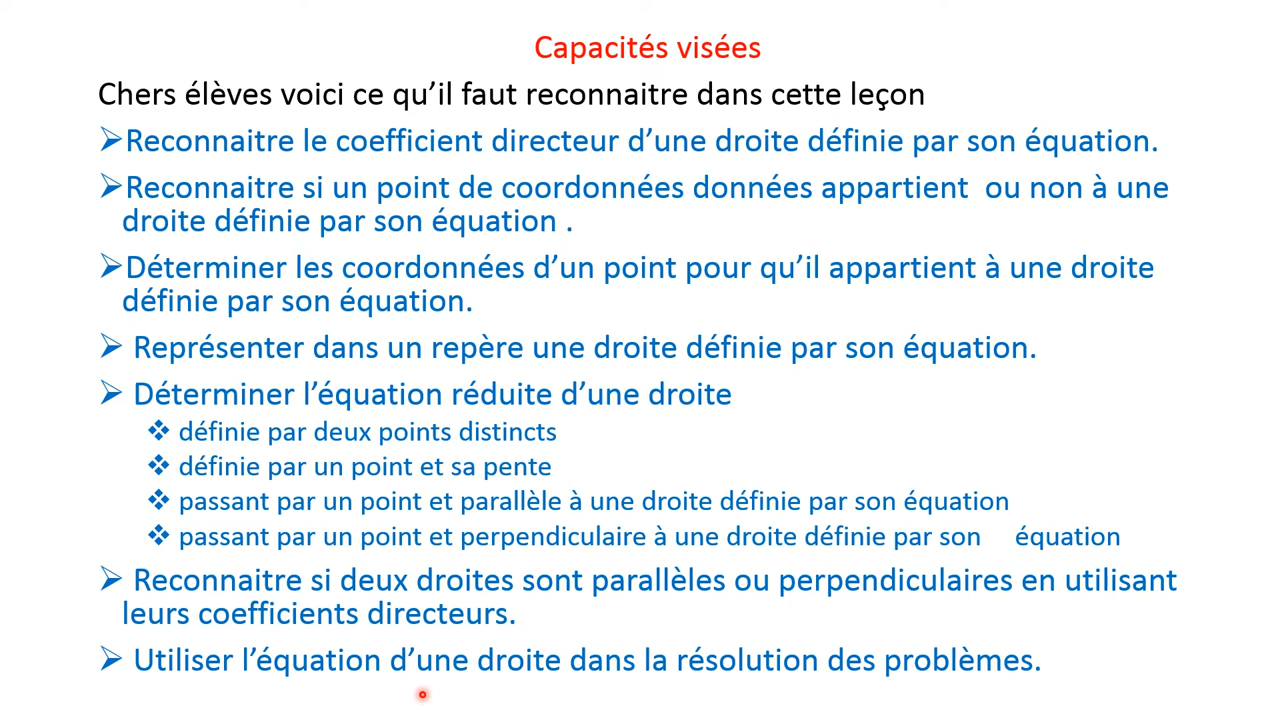 Capacités visées
Chers élèves voici ce qu’il faut reconnaitre dans cette leçon
➢Reconnaitre le coefficient directeur d’une droite définie par son équation.
➢Reconnaitre si un point de coordonnées données appartient ou non à une
droite définie par son équation .
➢Déterminer les coordonnées d’un point pour qu’il appartient à une droite
définie par son équation.
➢ Représenter dans un repère une droite définie par son équation.
➢ Déterminer l’équation réduite d’une droite
❖ définie par deux points distincts
❖ définie par un point et sa pente
❖ passant par un point et parallèle à une droite définie par son équation
❖ passant par un point et perpendiculaire à une droite définie par son équation
➢ Reconnaitre si deux droites sont parallèles ou perpendiculaires en utilisant
leurs coefficients directeurs.
➢ Utiliser l’équation d’une droite dans la résolution des problèmes.